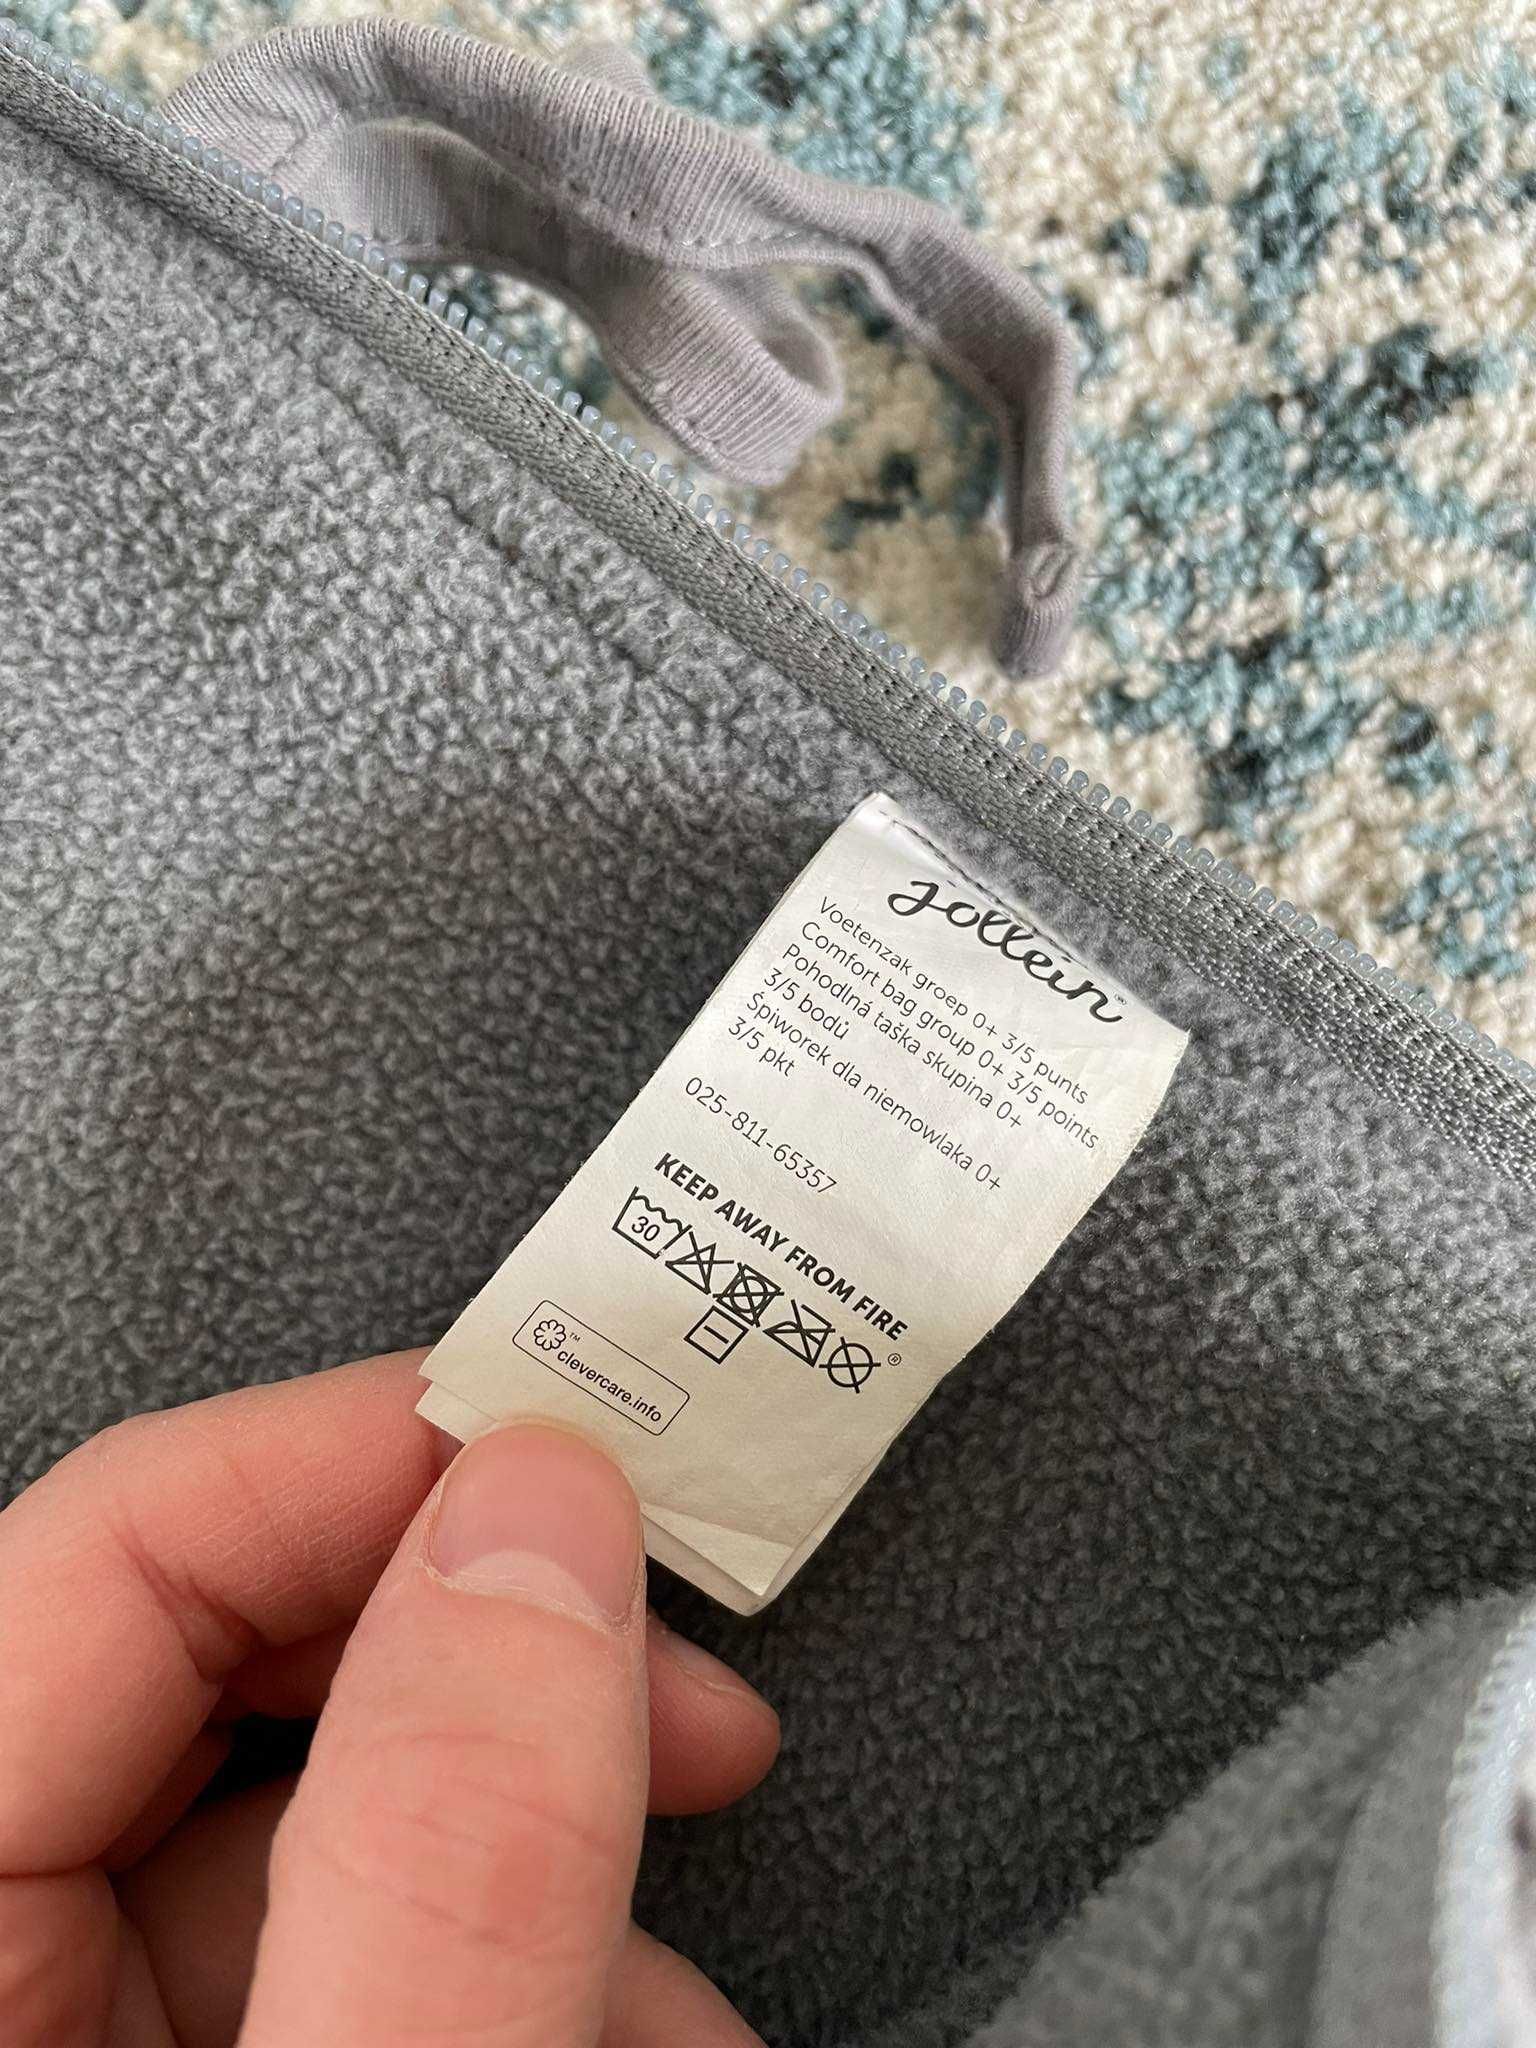 Jollein®
Voetenzak groep 0+ 3/5 punts
Comfort bag group 0+ 3/5 points
Pohodlná taška skupina 0+
3/5 bodů
Śpiworek dla niemowlaka 0+
3/5 pkt
025-811-65357
KEEP AWAY FROM FIRE
30
®
™
clevercare.info